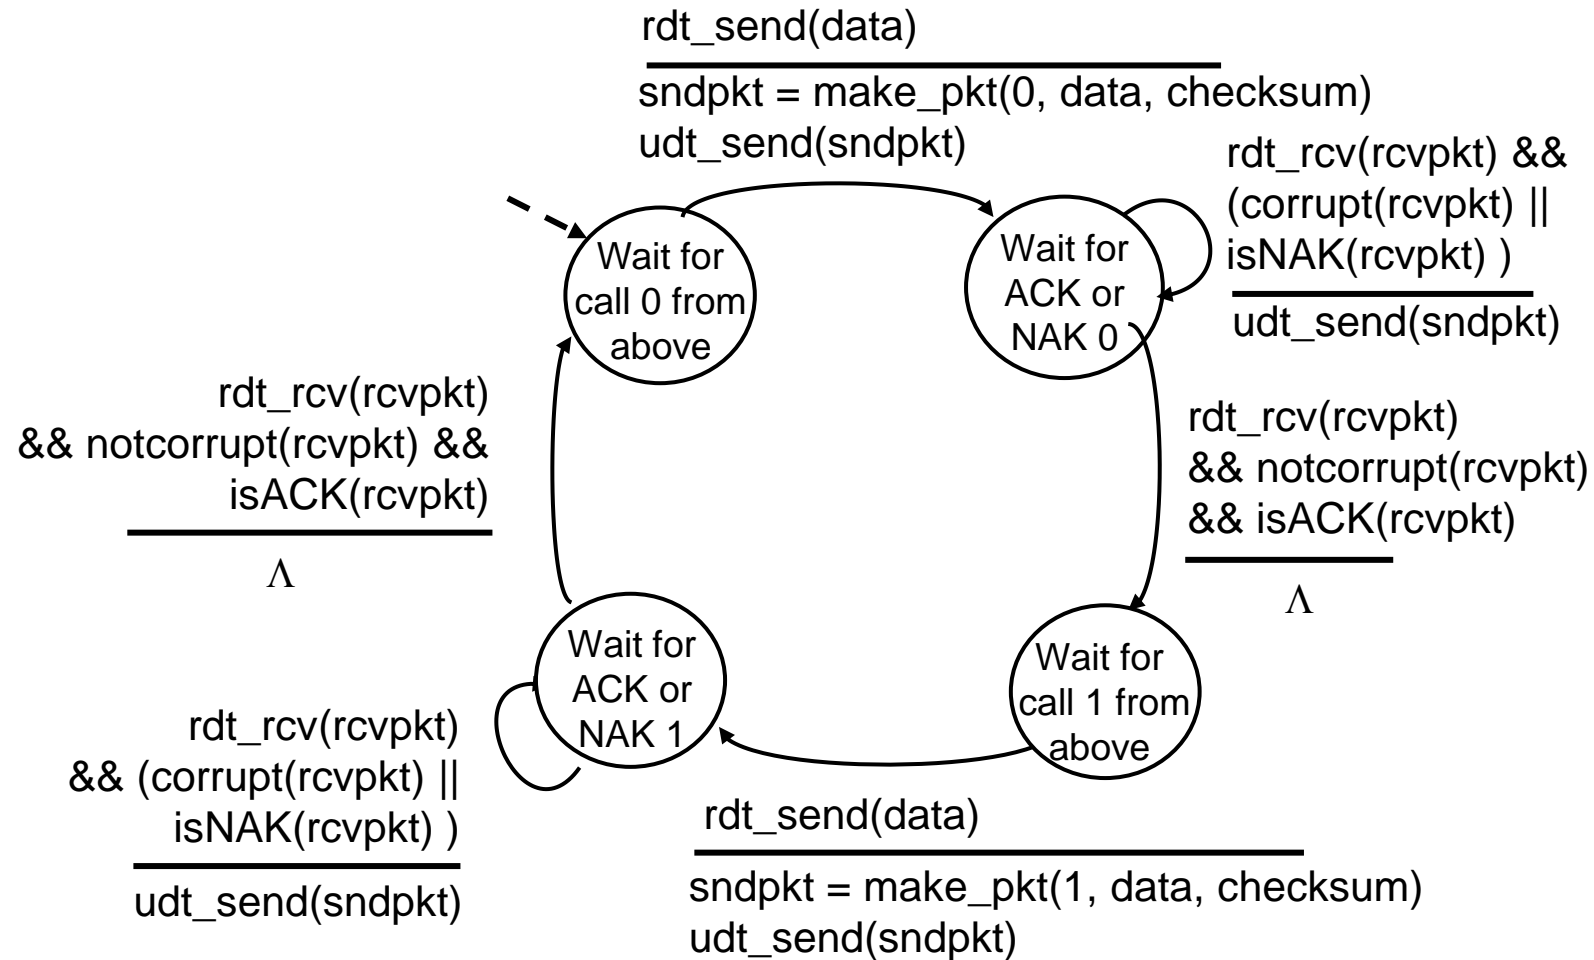 rdt_send(data)
sndpkt = make_pkt(0, data, checksum)
udt_send(sndpkt)
rdt_rcv(rcvpkt) &&
(corrupt(rcvpkt) ||
isNAK(rcvpkt) )
udt_send(sndpkt)
Wait for
call 0 from
above
Wait for
ACK or
NAK 0
rdt_rcv(rcvpkt)
&& notcorrupt(rcvpkt) &&
isACK(rcvpkt)
Λ
rdt_rcv(rcvpkt)
&& notcorrupt(rcvpkt)
&& isACK(rcvpkt)
Λ
Wait for
ACK or
NAK 1
Wait for
call 1 from
above
rdt_rcv(rcvpkt)
&& (corrupt(rcvpkt) ||
isNAK(rcvpkt) )
udt_send(sndpkt)
rdt_send(data)
sndpkt = make_pkt(1, data, checksum)
udt_send(sndpkt)